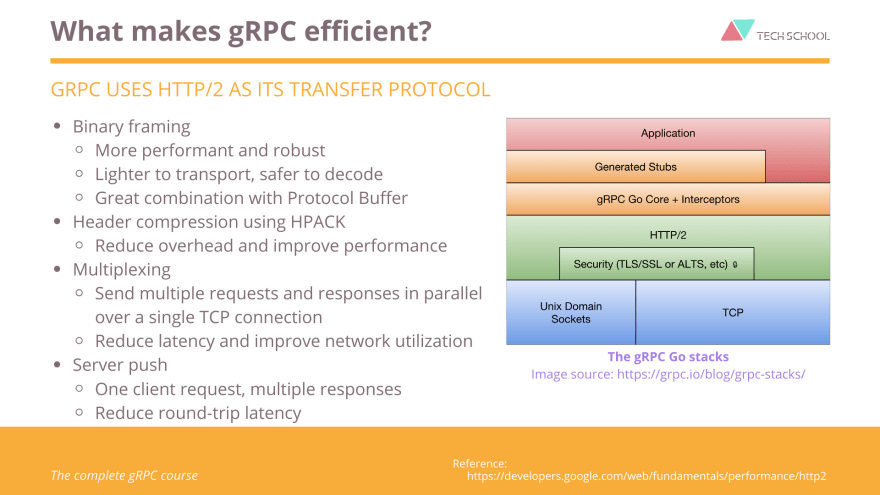 What makes gRPC efficient?
TECH SCHOOL
GRPC USES HTTP/2 AS ITS TRANSFER PROTOCOL
Binary framing
More performant and robust
Lighter to transport, safer to decode
Great combination with Protocol Buffer
Header compression using HPACK
Reduce overhead and improve performance
Multiplexing
Send multiple requests and responses in parallel
over a single TCP connection
Reduce latency and improve network utilization
Server push
One client request, multiple responses
Reduce round-trip latency
Application
Generated Stubs
gRPC Go Core + Interceptors
HTTP/2
Security (TLS/SSL or ALTS, etc)
Unix Domain
Sockets
TCP
The gRPC Go stacks
Image source: https://grpc.io/blog/grpc-stacks/
The complete gRPC course
Reference:
https://developers.google.com/web/fundamentals/performance/http2